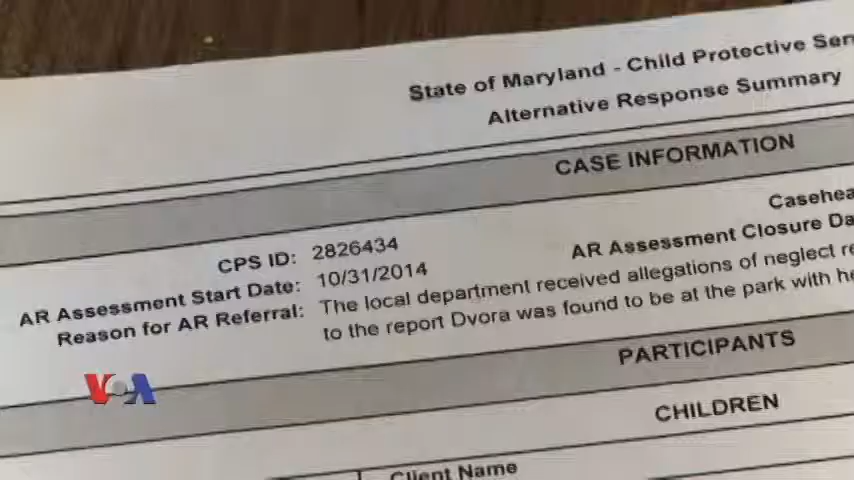 State of Maryland - Child Protective Ser
Alternative Response Summary
CASE INFORMATION
Casehea
CPS ID: 2826434
AR Assessment Closure Da
AR Assessment Start Date: 10/31/2014
Reason for AR Referral: The local department received allegations of neglect re
to the report Dvora was found to be at the park with he
PARTICIPANTS
CHILDREN
Client Name
VOA